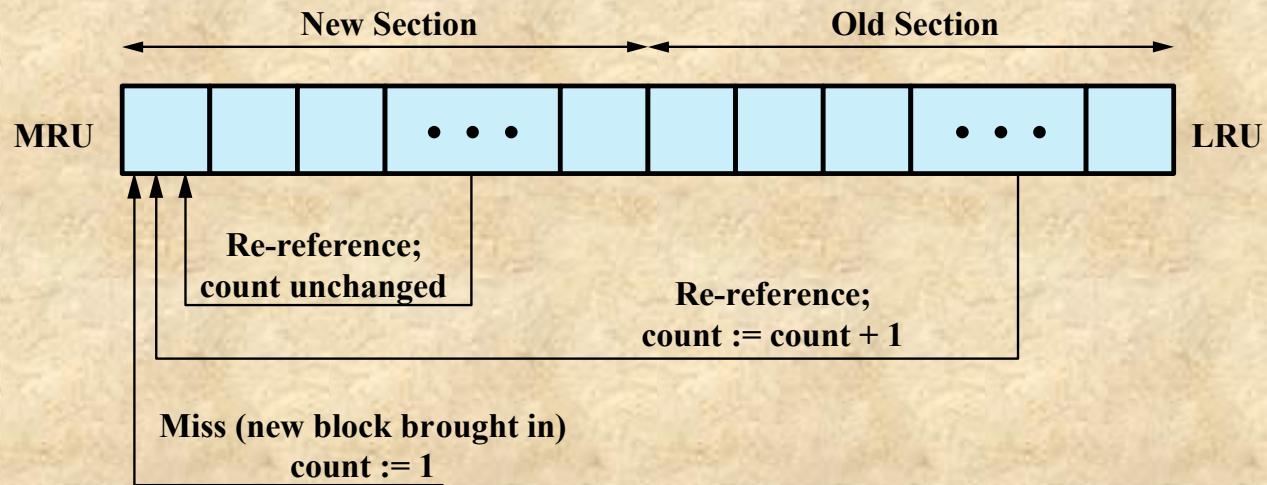 New Section
Old Section
MRU
• • •
• • •
LRU
Re-reference;
count unchanged
Re-reference;
count := count + 1
Miss (new block brought in)
count := 1